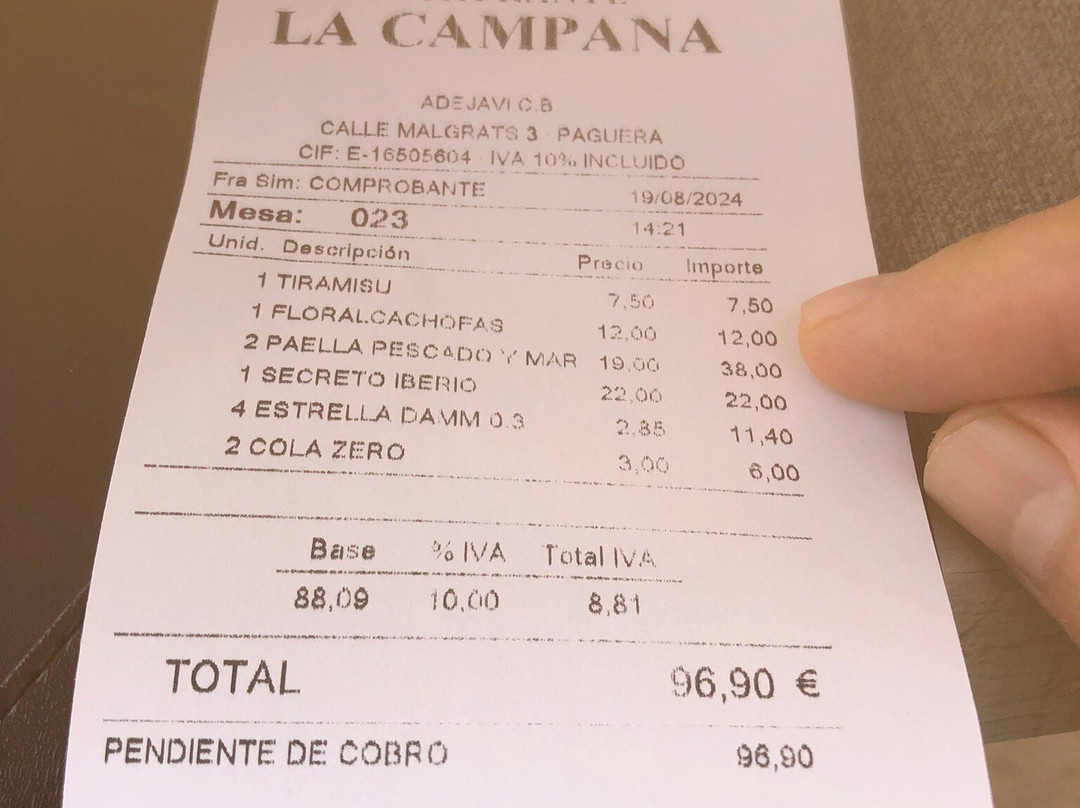 LA CAMPANA
ADEJAVI C.B
CALLE MALGRATS 3 · PAGUERA
CIF: E-16505604 · IVA 10% INCLUIDO
Fra Sim: COMPROBANTE 19/08/2024
Mesa: 023 14:21
Unid. Descripción Precio Importe
1 TIRAMISU 7,50 7,50
1 FLORALCACHOFAS 12,00 12,00
2 PAELLA PESCADO Y MAR 19,00 38,00
1 SECRETO IBERIO 22,00 22,00
4 ESTRELLA DAMM 0.3 2,85 11,40
2 COLA ZERO 3,00 6,00
Base % IVA Total IVA
88,09 10,00 8,81
TOTAL 96,90 €
PENDIENTE DE COBRO 96,90